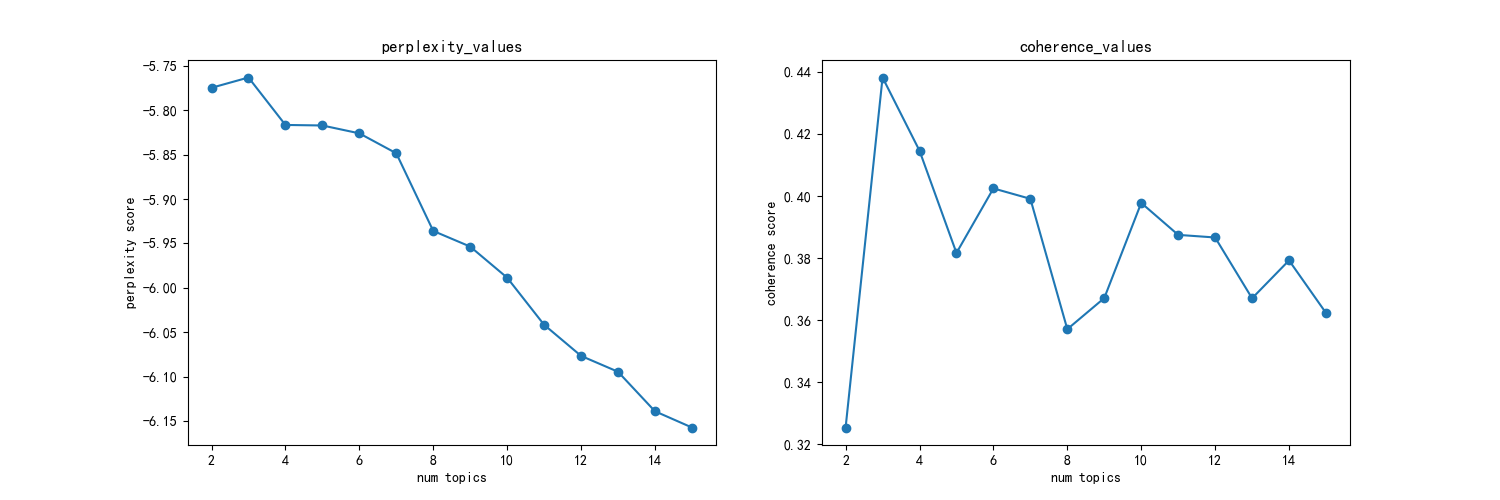 perplexity_values
perplexity score
−5.75
−5.80
−5.85
−5.90
−5.95
−6.00
−6.05
−6.10
−6.15
2 4 6 8 10 12 14
num topics
coherence_values
coherence score
0.44
0.42
0.40
0.38
0.36
0.34
0.32
2 4 6 8 10 12 14
num topics